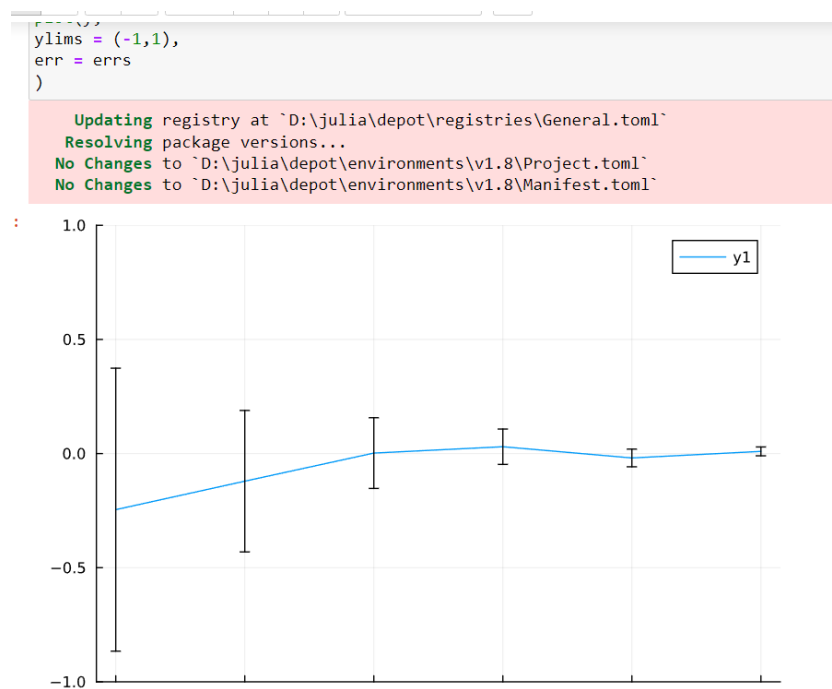 ylims = (-1,1),
err = errs
)
Updating registry at `D:\julia\depot\registries\General.toml`
Resolving package versions...
No Changes to `D:\julia\depot\environments\v1.8\Project.toml`
No Changes to `D:\julia\depot\environments\v1.8\Manifest.toml`
:
1.0
y1
0.5
0.0
−0.5
−1.0